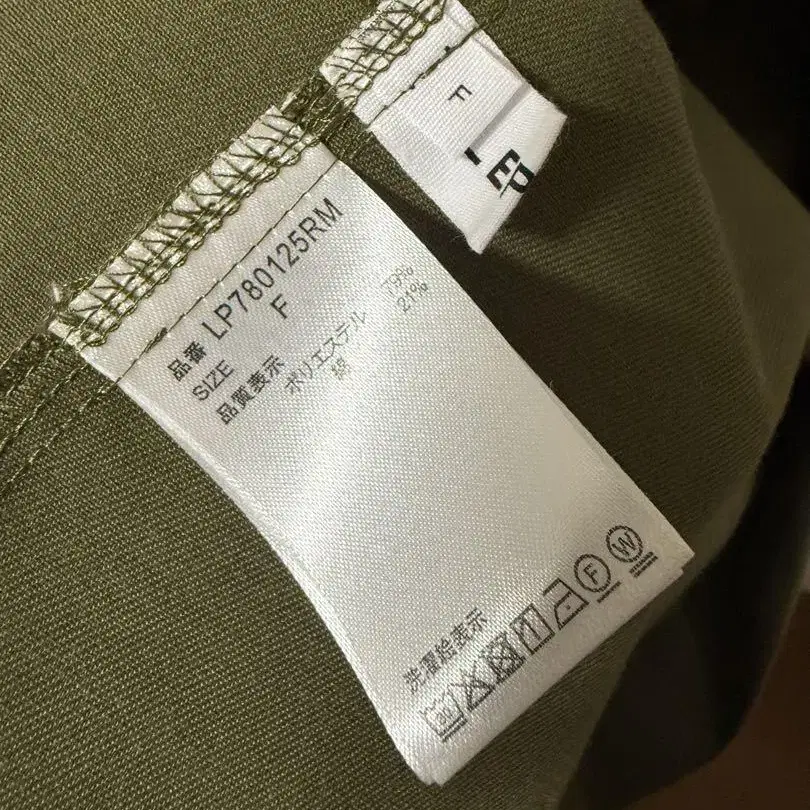 F
品番 LP780125RM
SIZE F
品質表示 ポリエステル 79%
綿 21%
洗濯絵表示
40
F
W